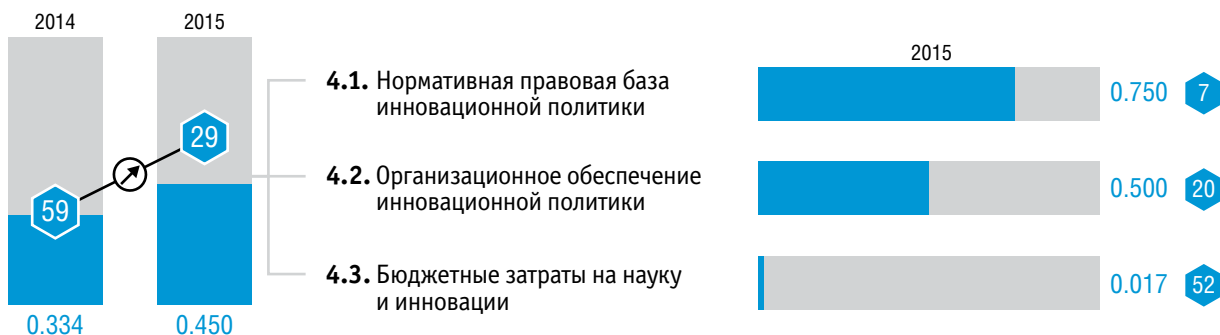 2014
2015
59
29
0.334
0.450
2015
4.1. Нормативная правовая база
инновационной политики
0.750
7
4.2. Организационное обеспечение
инновационной политики
0.500
20
4.3. Бюджетные затраты на науку
и инновации
0.017
52